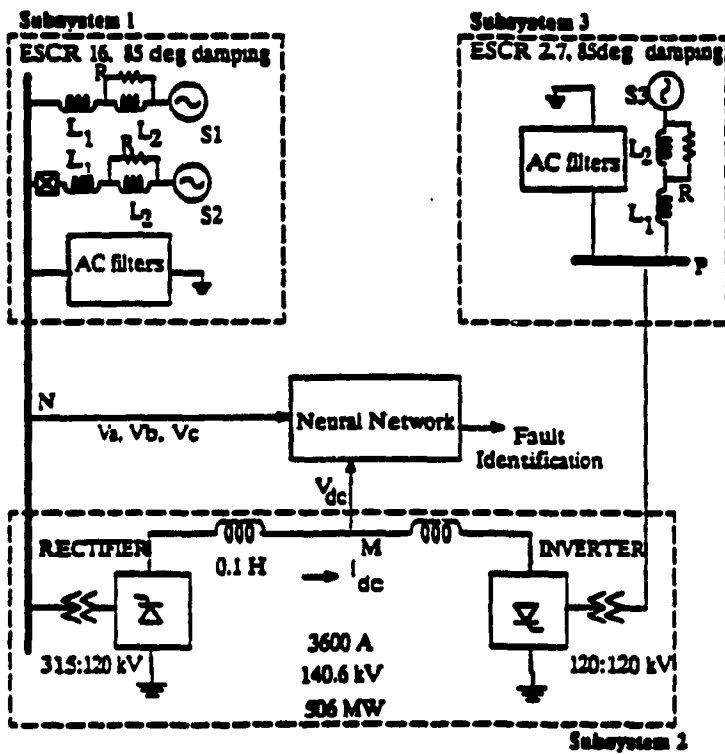 Subsystem 1
ESCR 16, 85 deg damping
R
L1
L2
S1
L1
R
L2
S2
AC filters
Subsystem 3
ESCR 2.7, 85deg damping
S3
AC filters
L2
R
L1
P
N
Va, Vb, Vc
Neural Network
Fault
Identification
Vdc
RECTIFIER
0.1 H
M
Idc
INVERTER
315:120 kV
3600 A
140.6 kV
506 MW
120:120 kV
Subsystem 2